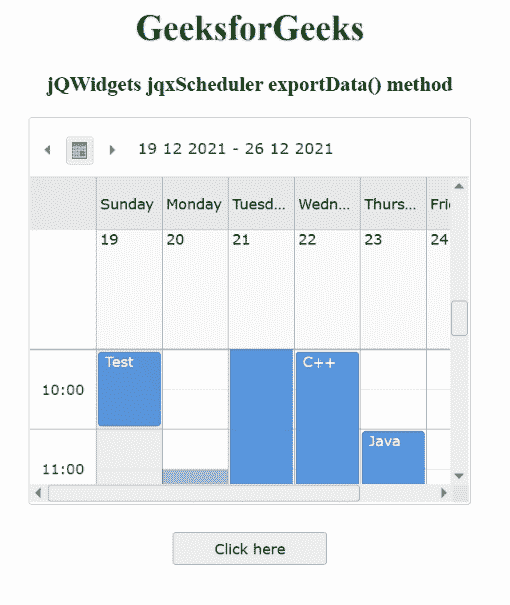 GeeksforGeeks
jQWidgets jqxScheduler exportData() method
19 12 2021 - 26 12 2021
Sunday Monday Tuesd... Wedn... Thurs... Fri
19 20 21 22 23 24
Test C++
10:00
Java
11:00
Click here